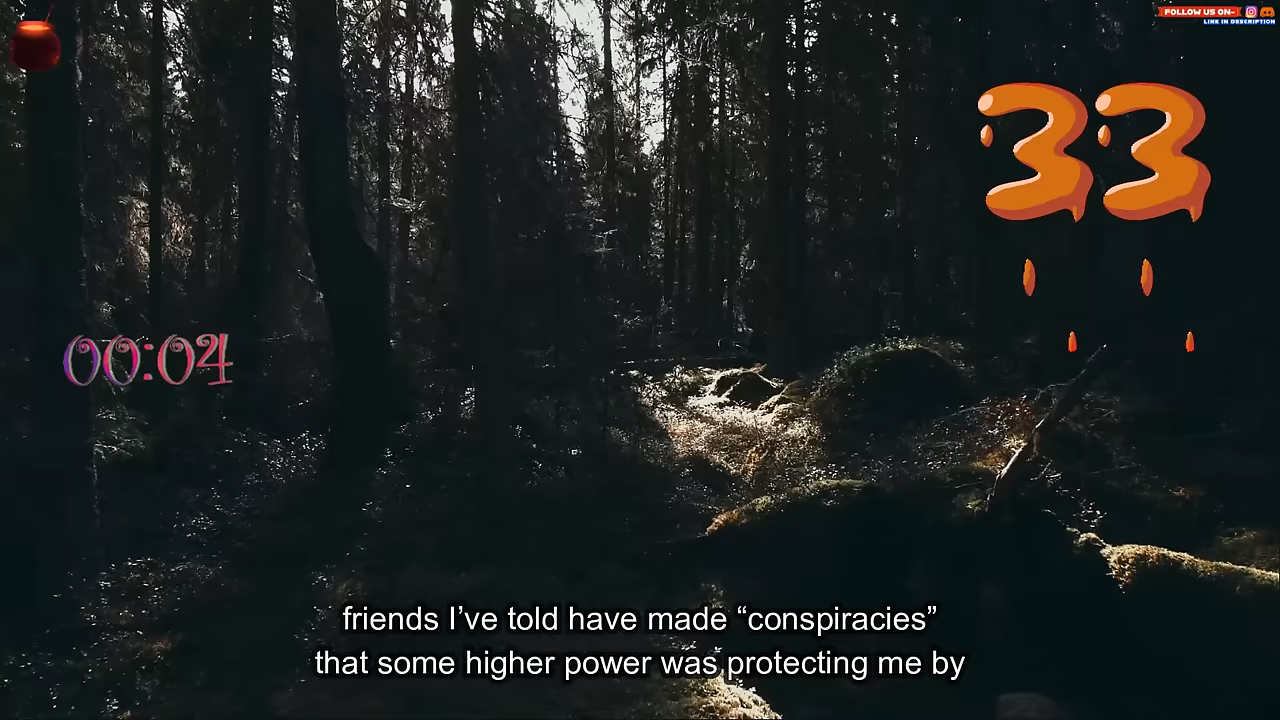 FOLLOW US ON-
LINK IN DESCRIPTION
33
00:04
friends I’ve told have made “conspiracies”
that some higher power was protecting me by